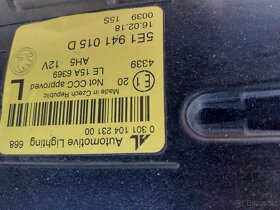 AL Automotive Lighting 668
0 301 104 231 00
Made in Czech Republic
E1 20 Not CCC approved L
LE 15A 6369
4339 AH5 12V
5E1 941 015 D
16.02.18
0039 15S